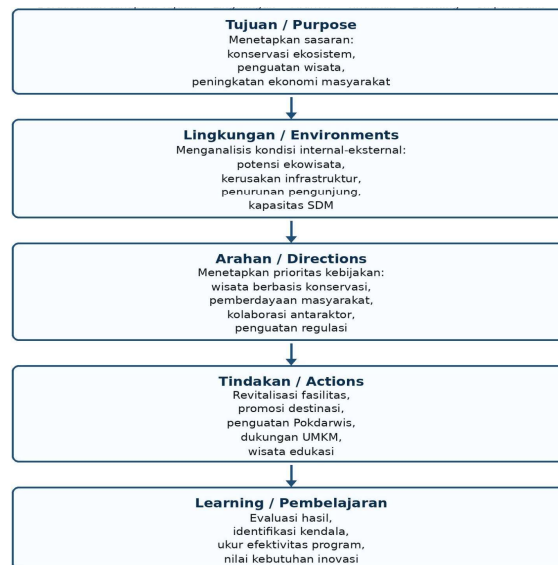 Tujuan / Purpose
Menetapkan sasaran:
konservasi ekosistem,
penguatan wisata,
peningkatan ekonomi masyarakat
Lingkungan / Environments
Menganalisis kondisi internal-eksternal:
potensi ekowisata,
kerusakan infrastruktur,
penurunan pengunjung,
kapasitas SDM
Arahan / Directions
Menetapkan prioritas kebijakan:
wisata berbasis konservasi,
pemberdayaan masyarakat,
kolaborasi antaraktor,
penguatan regulasi
Tindakan / Actions
Revitalisasi fasilitas,
promosi destinasi,
penguatan Pokdarwis,
dukungan UMKM,
wisata edukasi
Learning / Pembelajaran
Evaluasi hasil,
identifikasi kendala,
ukur efektivitas program,
nilai kebutuhan inovasi